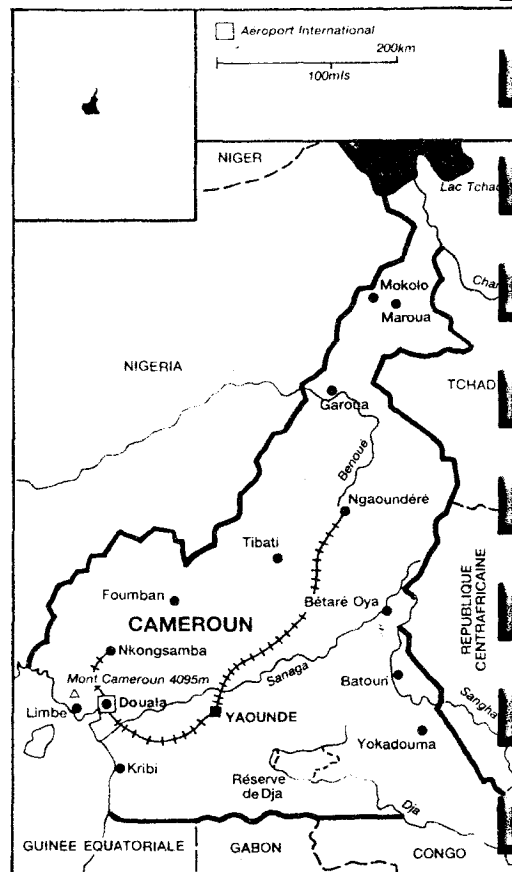 Aéroport International
200km
100mls
NIGER
Lac Tchad
Mokolo
Maroua
NIGERIA
TCHAD
Garoua
Benoué
Ngaoundéré
Tibati
Foumban
Bétaré Oya
REPUBLIQUE
CENTRAFRICAINE
CAMEROUN
Nkongsamba
Mont Cameroun 4095m
Sanaga
Batouri
Sangha
Limbe
Douala
YAOUNDE
Yokadouma
Kribi
Réserve
de Dja
Dja
GUINEE EQUATORIALE
GABON
CONGO